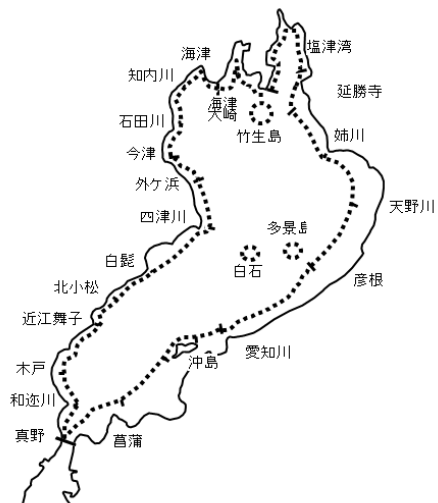 海津
塩津湾
知内川
延勝寺
海津
大崎
石田川
竹生島
姉川
今津
外ケ浜
天野川
四津川
多景島
白髭
白石
彦根
北小松
近江舞子
沖島
愛知川
木戸
和迩川
真野
菖蒲